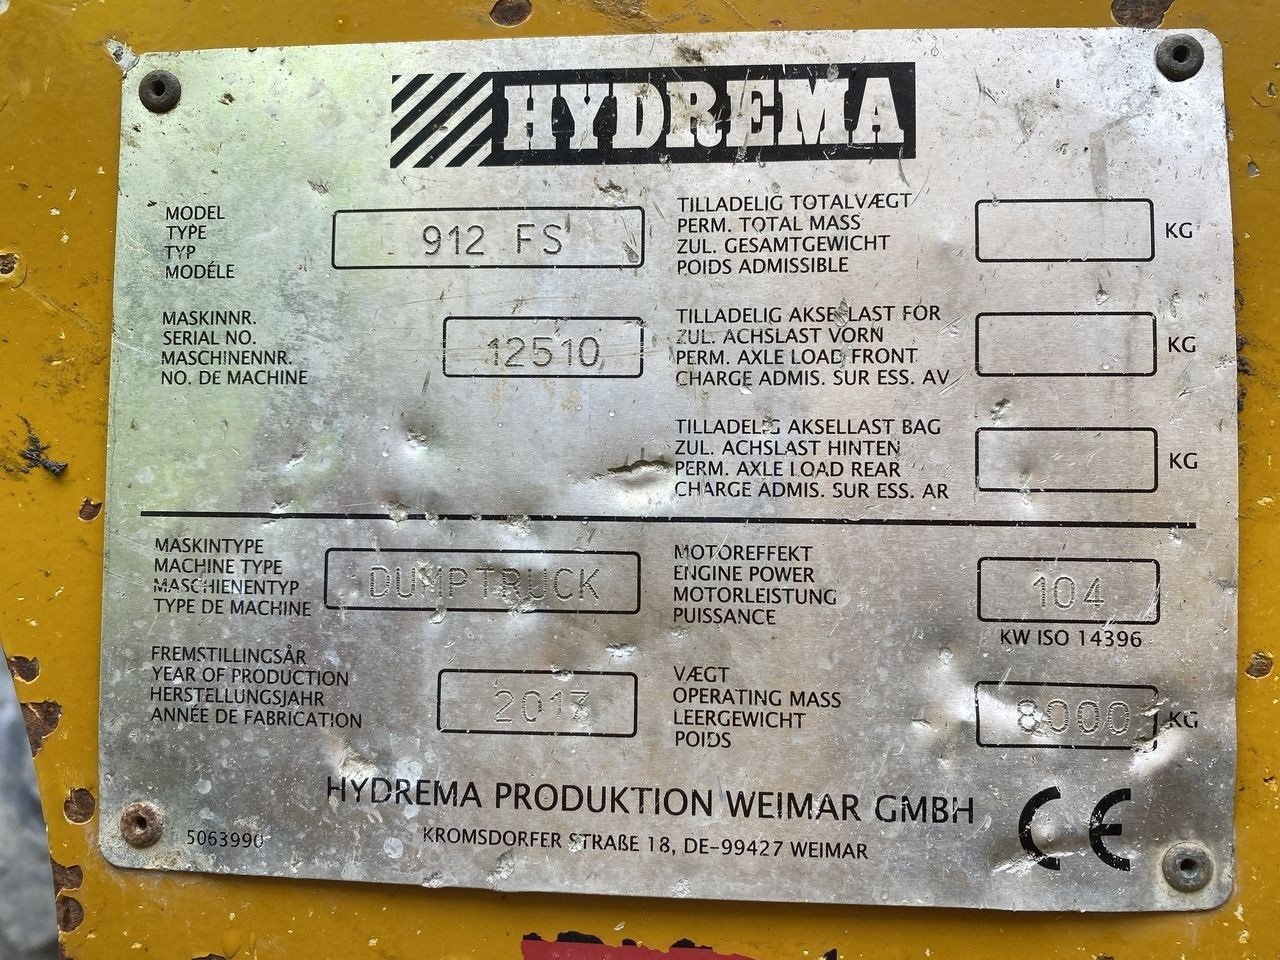 HYDREMA
MODEL
TYPE
TYP
MODÉLE
912 FS
TILLADELIG TOTALVÆGT
PERM. TOTAL MASS
ZUL. GESAMTGEWICHT
POIDS ADMISSIBLE
KG
MASKINNR.
SERIAL NO.
MASCHINENNR.
NO. DE MACHINE
12510
TILLADELIG AKSELLAST FOR
ZUL. ACHSLAST VORN
PERM. AXLE LOAD FRONT
CHARGE ADMIS. SUR ESS. AV
KG
TILLADELIG AKSELLAST BAG
ZUL. ACHSLAST HINTEN
PERM. AXLE LOAD REAR
CHARGE ADMIS. SUR ESS. AR
KG
MASKINTYPE
MACHINE TYPE
MASCHIENENTYP
TYPE DE MACHINE
DUMPTRUCK
MOTOREFFEKT
ENGINE POWER
MOTORLEISTUNG
PUISSANCE
104
KW ISO 14396
FREMSTILLINGSÅR
YEAR OF PRODUCTION
HERSTELLUNGSJAHR
ANNÉE DE FABRICATION
2013
VÆGT
OPERATING MASS
LEERGEWICHT
POIDS
8000 KG
HYDREMA PRODUKTION WEIMAR GMBH
KROMSDORFER STRAßE 18, DE-99427 WEIMAR
5063990
CE